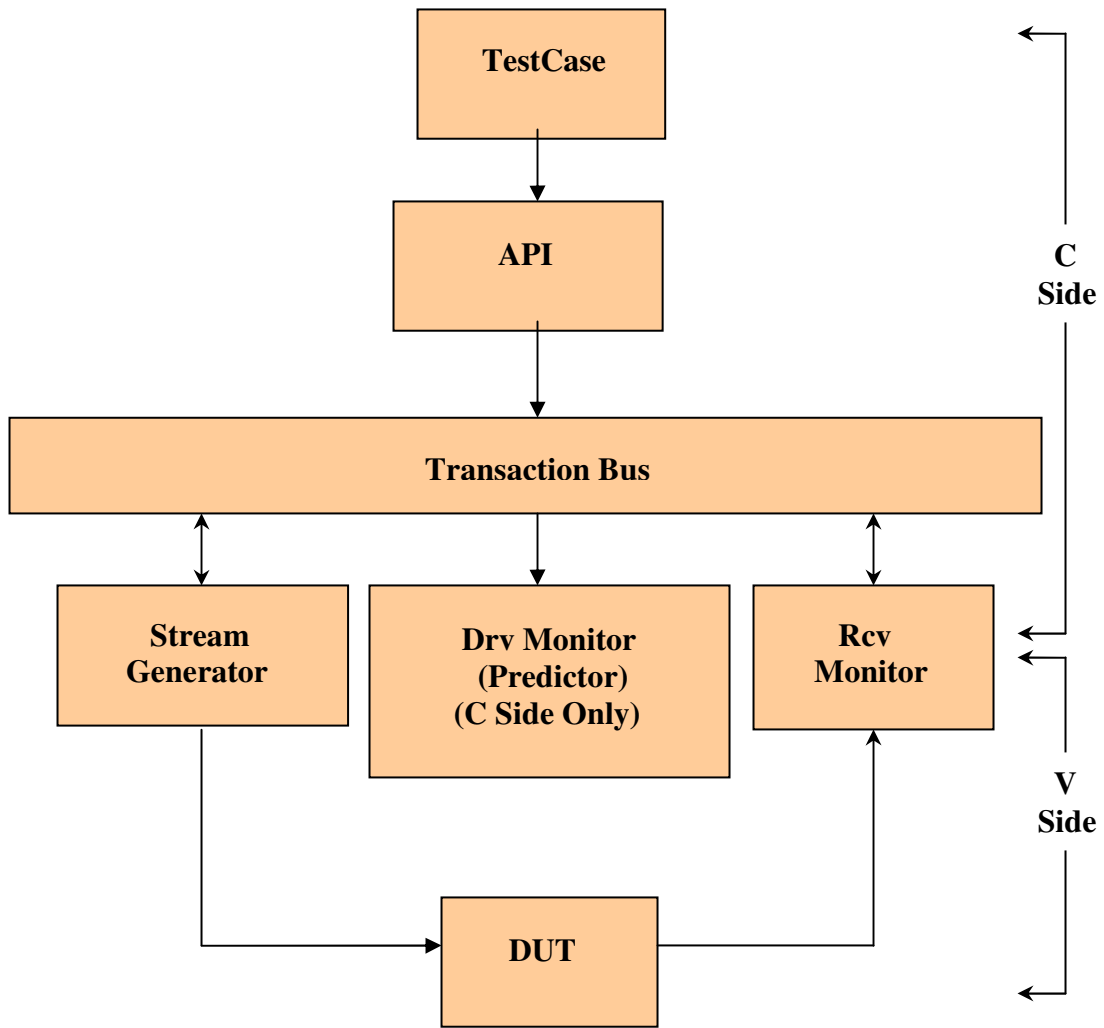 TestCase
API
C
Side
Transaction Bus
Stream
Generator
Drv Monitor
(Predictor)
(C Side Only)
Rcv
Monitor
V
Side
DUT